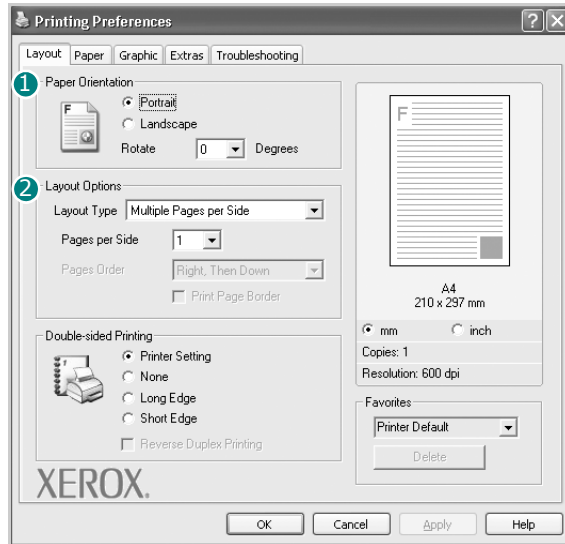 Printing Preferences
Layout Paper Graphic Extras Troubleshooting
1 Paper Orientation
F
Portrait
Landscape
Rotate 0 Degrees
2 Layout Options
Layout Type Multiple Pages per Side
Pages per Side 1
Pages Order Right, Then Down
Print Page Border
Double-sided Printing
Printer Setting
None
Long Edge
Short Edge
Reverse Duplex Printing
XEROX.
F
A4
210 x 297 mm
mm inch
Copies: 1
Resolution: 600 dpi
Favorites
Printer Default
Delete
OK Cancel Apply Help